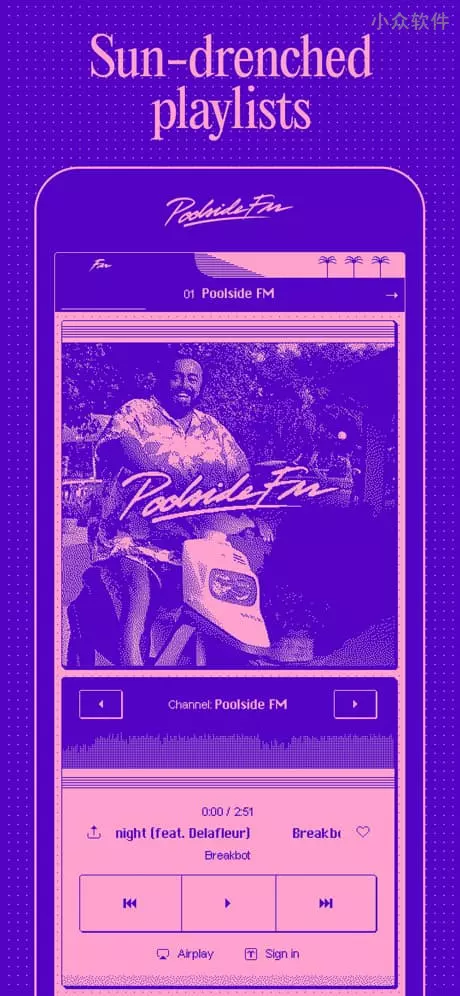 小众软件
Sun-drenched
playlists
Poolside Fm
Fm
01 Poolside FM →
Poolside Fm
Channel: Poolside FM
0:00 / 2:51
night (feat. Delafleur) Breakb
Breakbot
Airplay
T Sign in